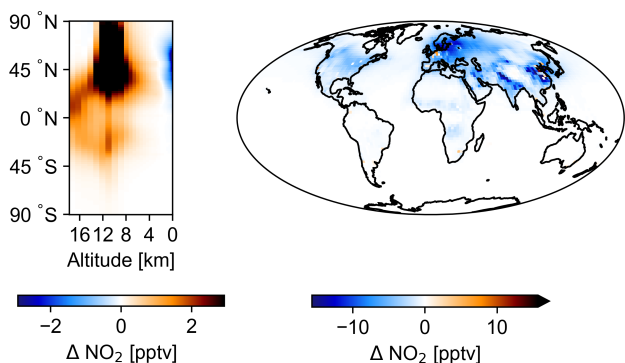 90 °N
45 °N
0 °N
45 °S
90 °S
16 12 8 4 0
Altitude [km]
−2 0 2
Δ NO₂ [pptv]
−10 0 10
Δ NO₂ [pptv]